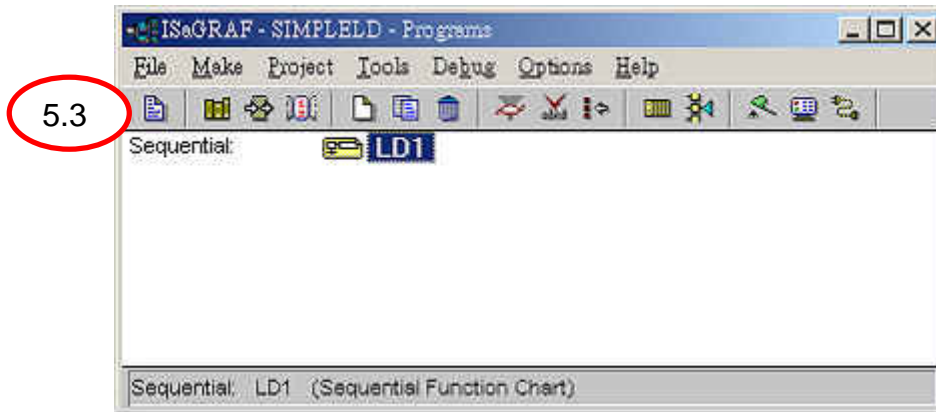 ISaGRAF - SIMPLELD - Programs
File Make Project Tools Debug Options Help
5.3
Sequential: LD1
Sequential: LD1 (Sequential Function Chart)